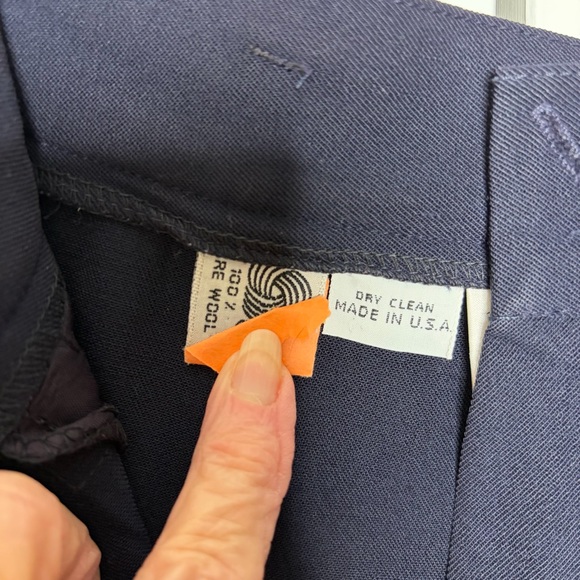 100%
RE WOOL
DRY CLEAN
MADE IN U.S.A.